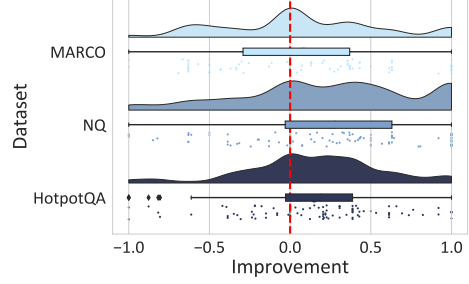 Dataset
MARCO
NQ
HotpotQA
−1.0 −0.5 0.0 0.5 1.0
Improvement